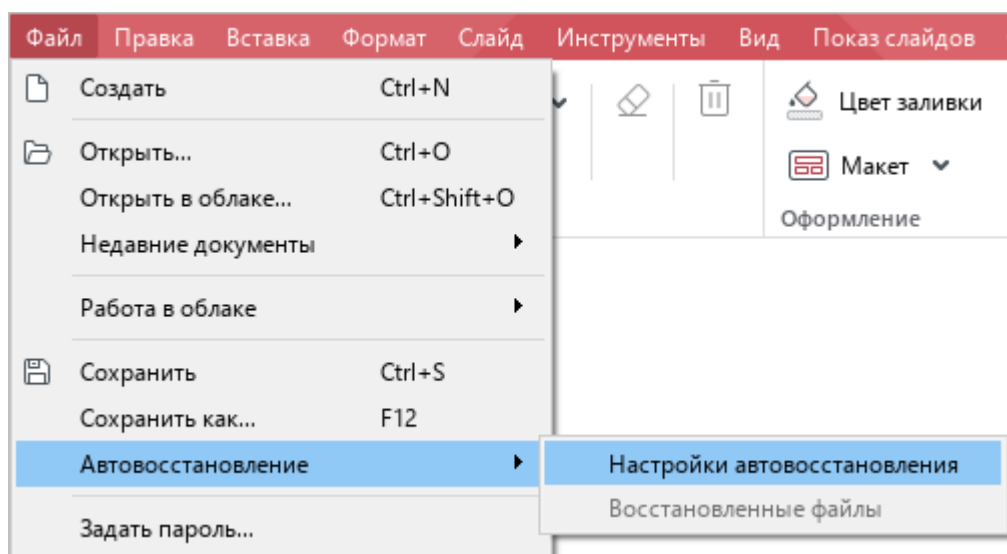 Файл Правка Вставка Формат Слайд Инструменты Вид Показ слайдов
Создать Ctrl+N
Цвет заливки
Открыть... Ctrl+O
Макет
Открыть в облаке... Ctrl+Shift+O
Оформление
Недавние документы
Работа в облаке
Сохранить Ctrl+S
Сохранить как... F12
Автовосстановление
Настройки автовосстановления
Восстановленные файлы
Задать пароль...